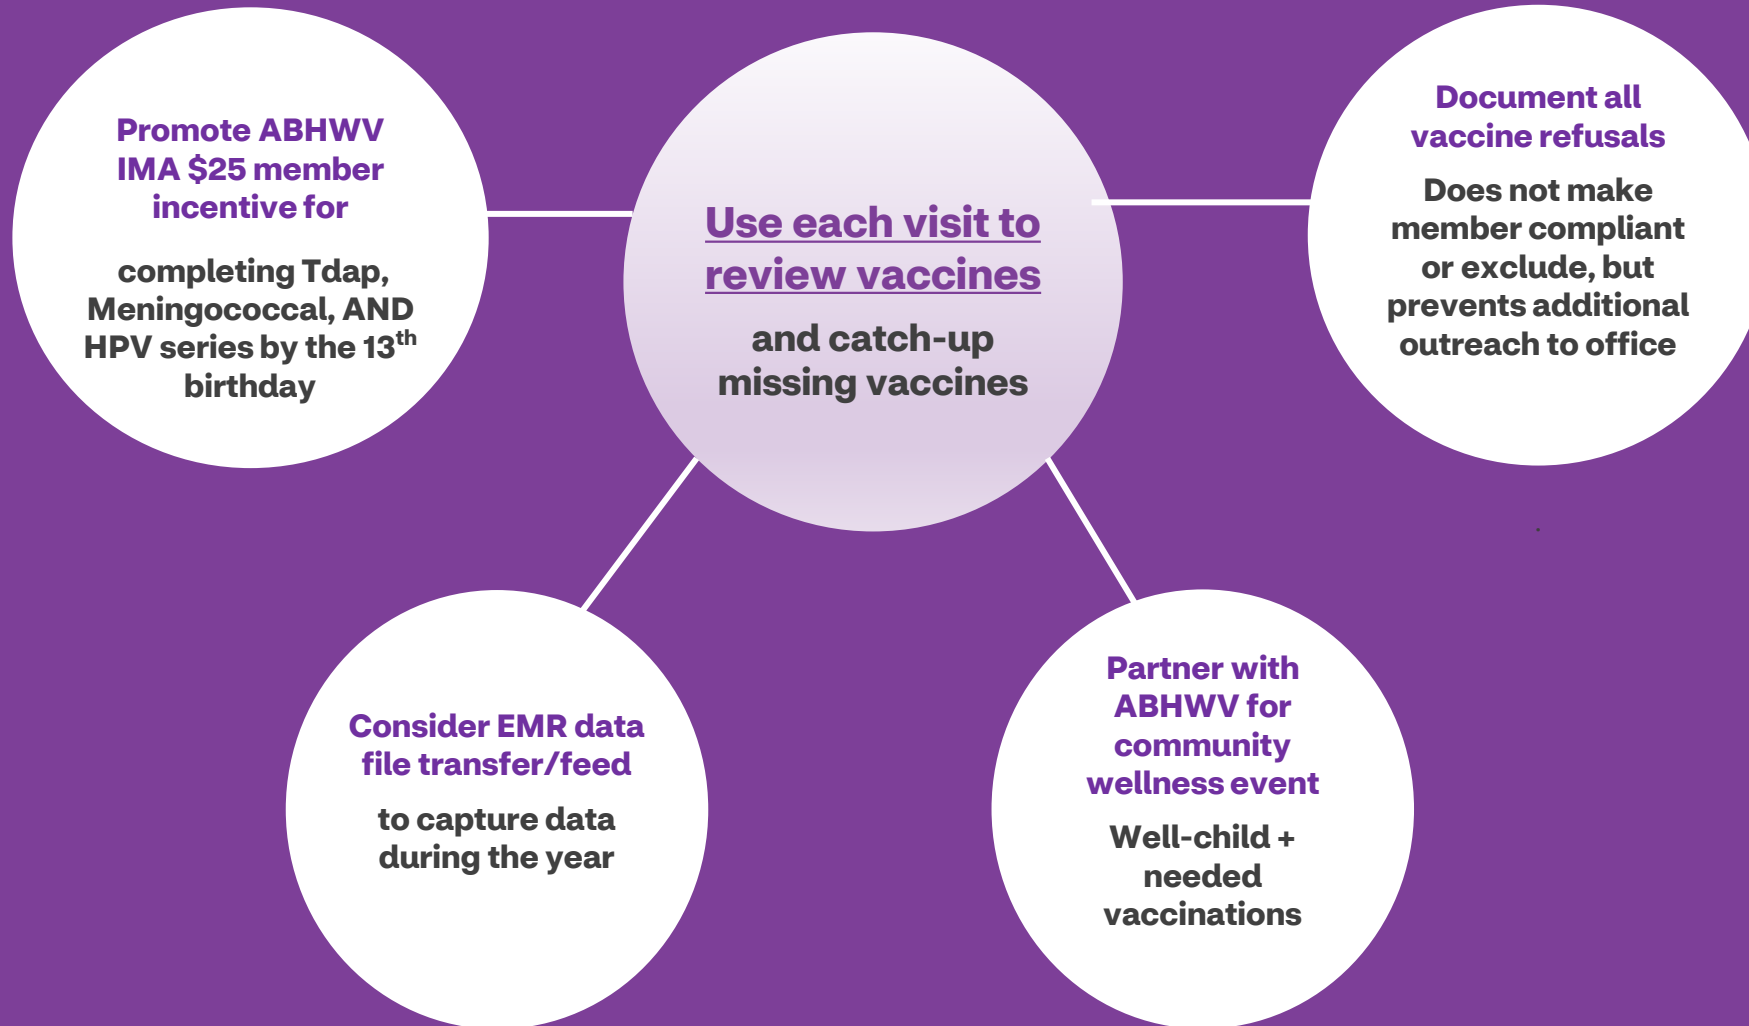 Promote ABHWV
IMA $25 member
incentive for
completing Tdap,
Meningococcal, AND
HPV series by the 13th
birthday
Use each visit to
review vaccines
and catch-up
missing vaccines
Document all
vaccine refusals
Does not make
member compliant
or exclude, but
prevents additional
outreach to office
.
Consider EMR data
file transfer/feed
to capture data
during the year
Partner with
ABHWV for
community
wellness event
Well-child +
needed
vaccinations